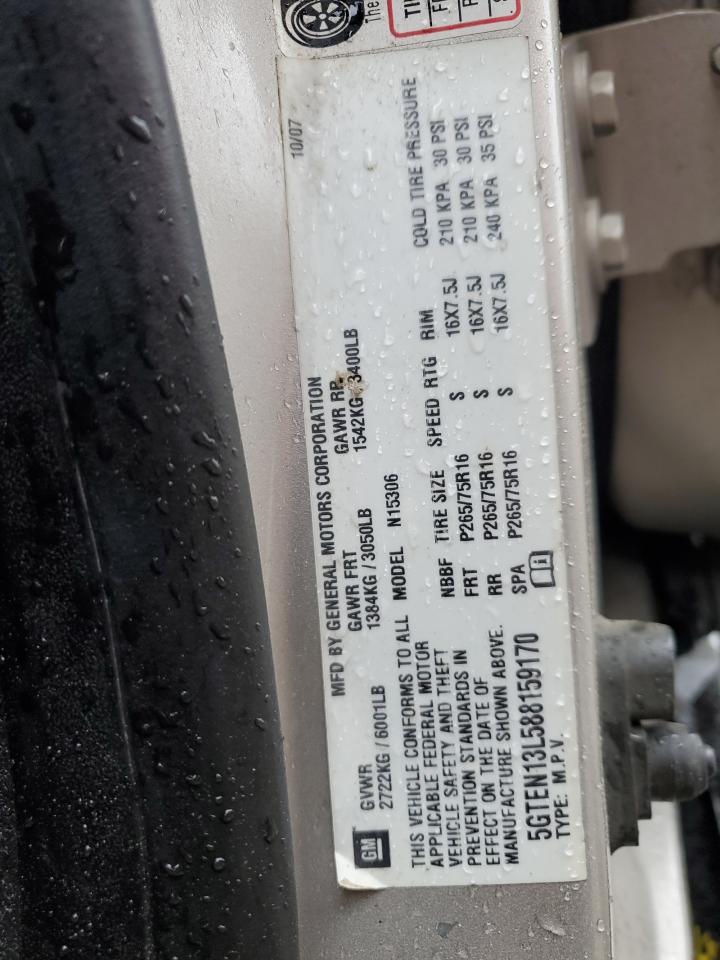 The
TI
10/07
MFD BY GENERAL MOTORS CORPORATION
GVWR GAWR FRT GAWR RR
2722KG / 6001LB 1384KG / 3050LB 1542KG 3400LB
GM
THIS VEHICLE CONFORMS TO ALL
APPLICABLE FEDERAL MOTOR
VEHICLE SAFETY AND THEFT
PREVENTION STANDARDS IN
EFFECT ON THE DATE OF
MANUFACTURE SHOWN ABOVE.
MODEL N15306
NBBF TIRE SIZE SPEED RTG RIM COLD TIRE PRESSURE
FRT P265/75R16 S 16X7.5J 210 KPA 30 PSI
RR P265/75R16 S 16X7.5J 210 KPA 30 PSI
SPA P265/75R16 S 16X7.5J 240 KPA 35 PSI
5GTEN13L588159170
TYPE: M.P.V.